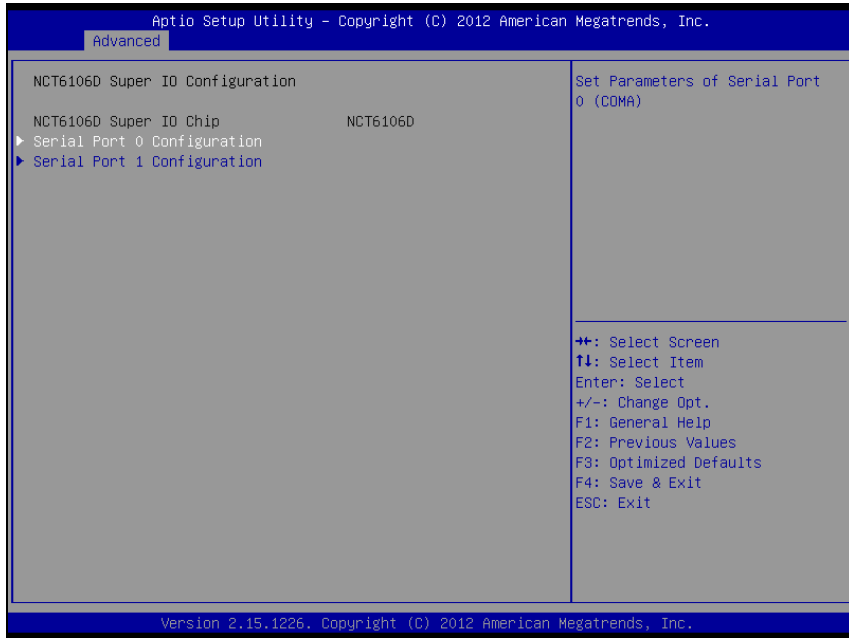 Aptio Setup Utility – Copyright (C) 2012 American Megatrends, Inc.
Advanced
NCT6106D Super IO Configuration
NCT6106D Super IO Chip NCT6106D
▶ Serial Port 0 Configuration
▶ Serial Port 1 Configuration
Set Parameters of Serial Port
0 (COMA)
→←: Select Screen
↑↓: Select Item
Enter: Select
+/-: Change Opt.
F1: General Help
F2: Previous Values
F3: Optimized Defaults
F4: Save & Exit
ESC: Exit
Version 2.15.1226. Copyright (C) 2012 American Megatrends, Inc.